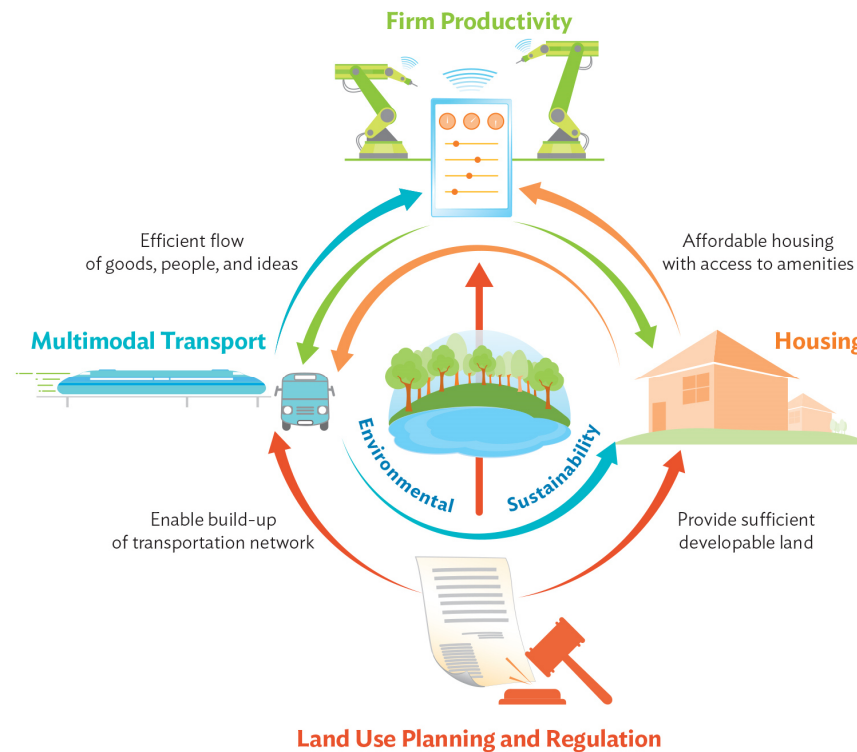 Firm Productivity
Efficient flow
of goods, people, and ideas
Affordable housing
with access to amenities
Multimodal Transport
Housing
Environmental
Sustainability
Enable build-up
of transportation network
Provide sufficient
developable land
Land Use Planning and Regulation